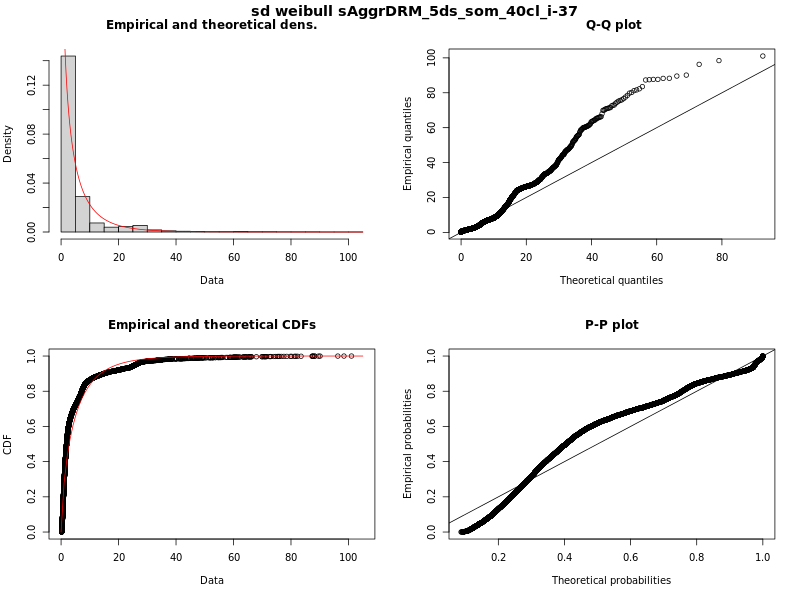 sd weibull sAggrDRM_5ds_som_40cl_i-37
Empirical and theoretical dens.
Density
0.00 0.04 0.08 0.12
0 20 40 60 80 100
Data
Q-Q plot
Empirical quantiles
0 20 40 60 80 100
0 20 40 60 80
Theoretical quantiles
Empirical and theoretical CDFs
CDF
0.0 0.2 0.4 0.6 0.8 1.0
0 20 40 60 80 100
Data
P-P plot
Empirical probabilities
0.0 0.2 0.4 0.6 0.8 1.0
0.2 0.4 0.6 0.8 1.0
Theoretical probabilities